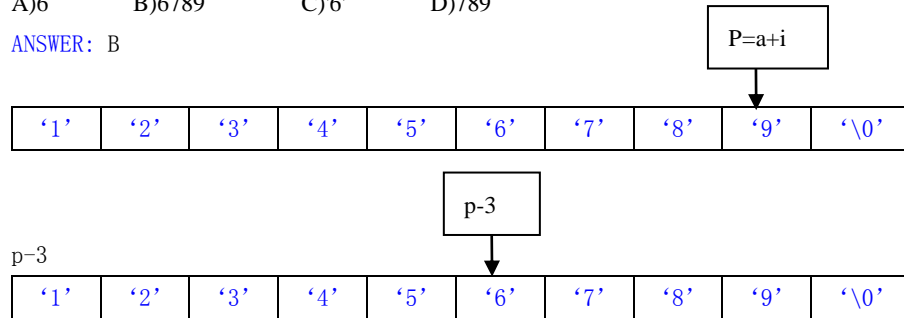 A)6 B)6789 C)'6' D)789
ANSWER: B
P=a+i
‘1’ ‘2’ ‘3’ ‘4’ ‘5’ ‘6’ ‘7’ ‘8’ ‘9’ ‘\0’
p-3
p-3
‘1’ ‘2’ ‘3’ ‘4’ ‘5’ ‘6’ ‘7’ ‘8’ ‘9’ ‘\0’